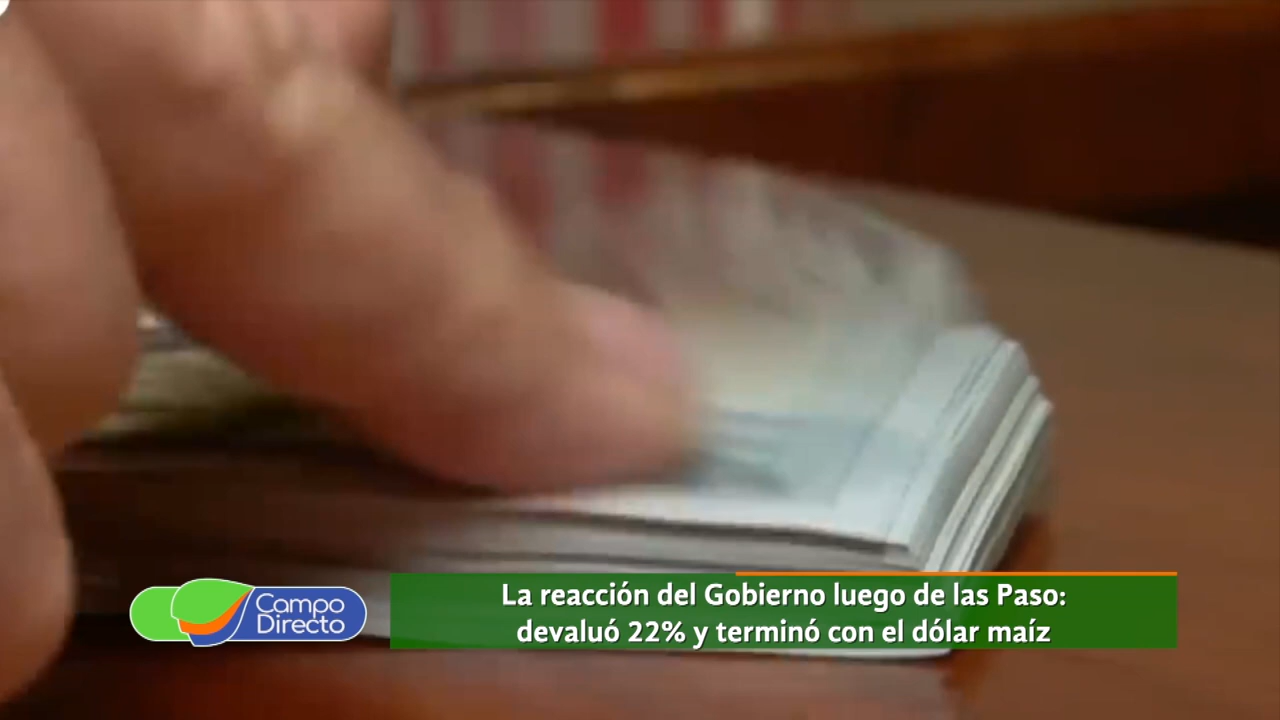 Campo
Directo
La reacción del Gobierno luego de las Paso:
devaluó 22% y terminó con el dólar maíz